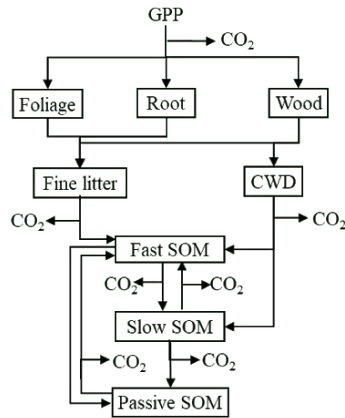 GPP
CO₂
Foliage Root Wood
Fine litter CWD
CO₂ CO₂
Fast SOM
CO₂ CO₂
Slow SOM
CO₂ CO₂
Passive SOM